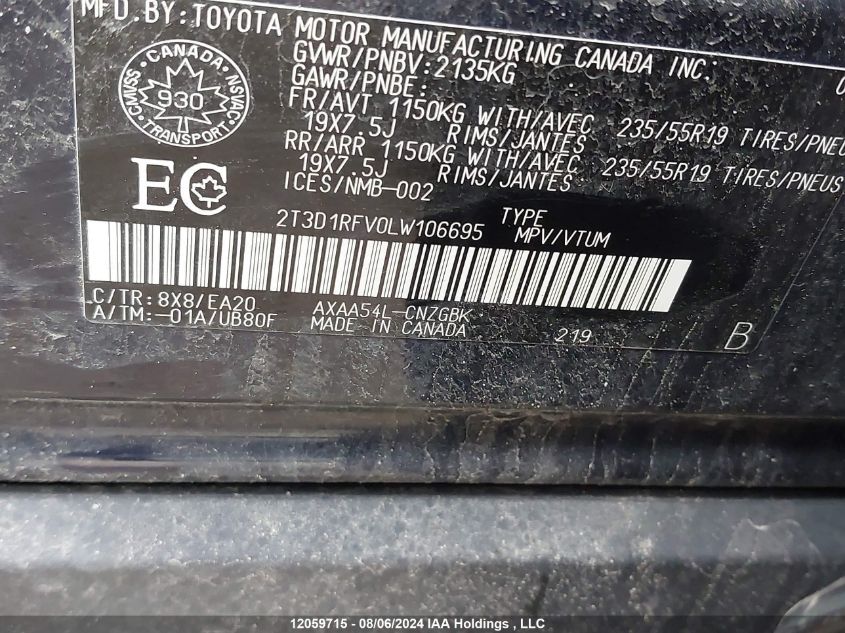 MFD. BY: TOYOTA MOTOR MANUFACTURING CANADA INC:
GVWR/PNBV: 2135KG
GAWR/PNBE:
FR/AVT 1150KG WITH/AVEC 235/55R19 TIRES/PNEU
19X7.5J RIMS/JANTES
RR/ARR 1150KG WITH/AVEC 235/55R19 TIRES/PNEUS
19X7.5J RIMS/JANTES
ICES/NMB-002
CANADA
CMVSS 930 NSVAC
TRANSPORT
EC
2T3D1RFV0LW106695 TYPE
MPV/VTUM
C/TR: 8X8/EA20 AXAA54L-CNZGBK
A/TM: -01A/UB80F MADE IN CANADA 219 B
12059715 - 08/06/2024 IAA Holdings , LLC